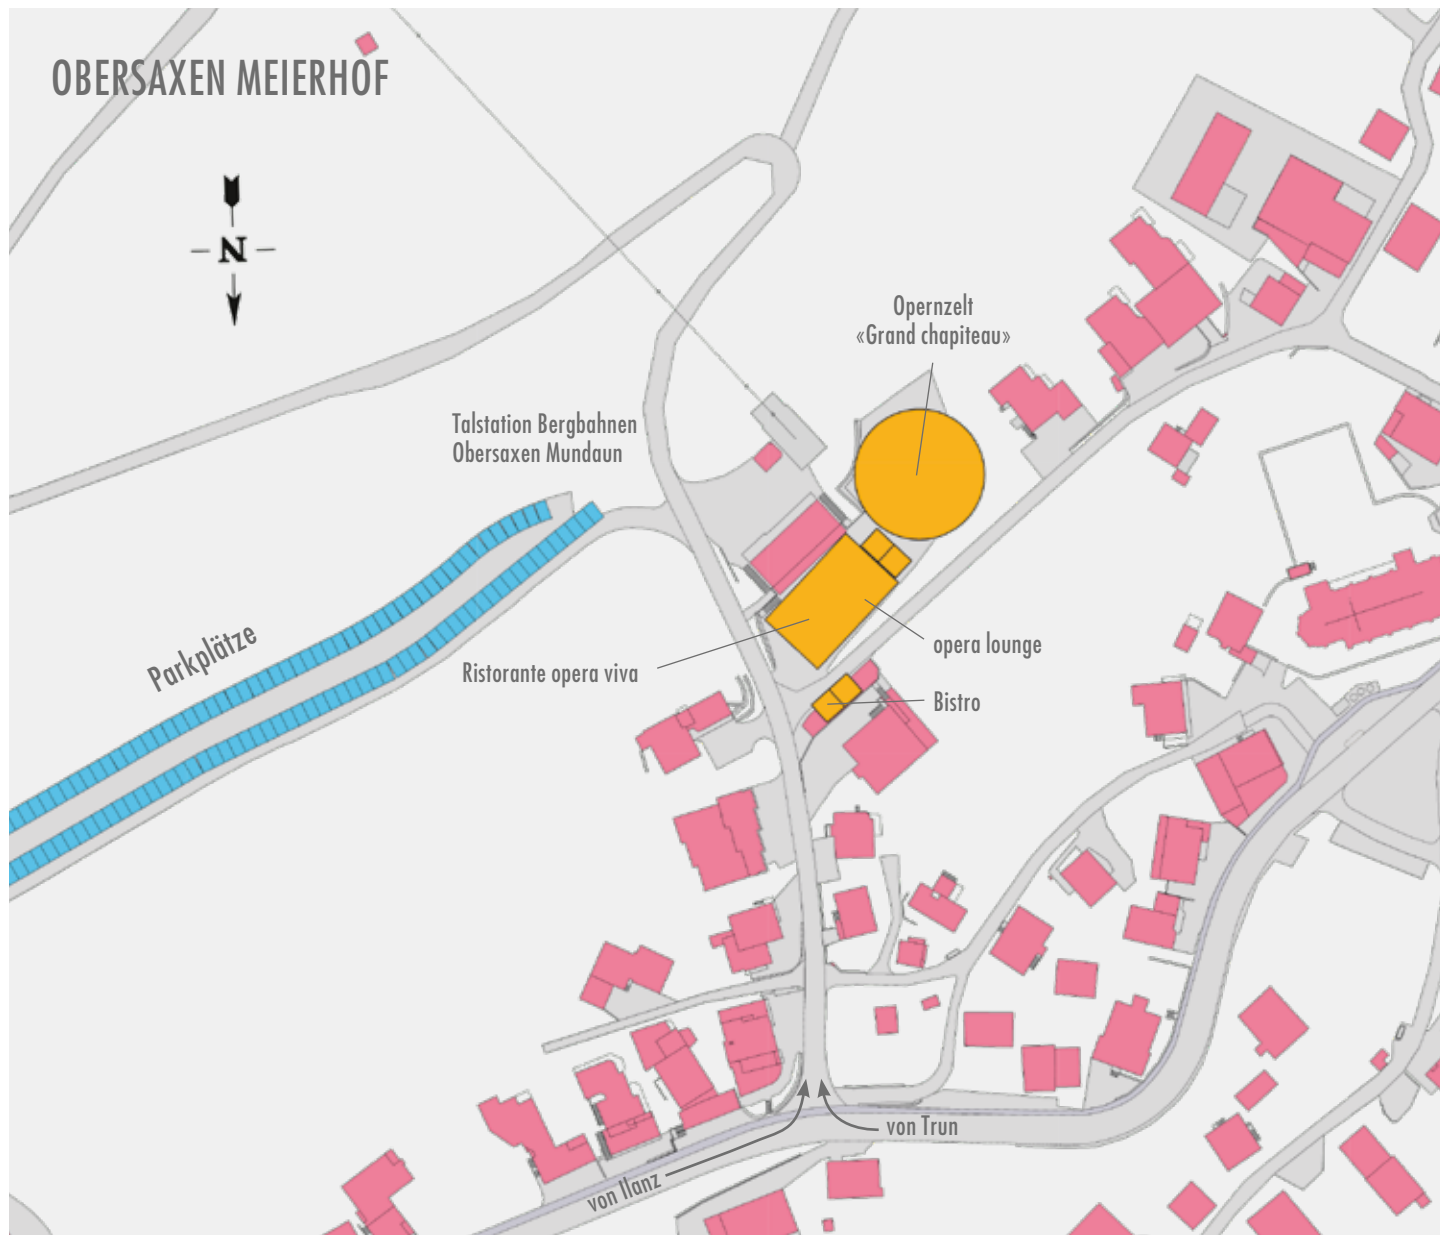 OBERSAXEN MEIERHOF
N
Opernzelt
«Grand chapiteau»
Talstation Bergbahnen
Obersaxen Mundaun
Parkplätze
Ristorante opera viva
opera lounge
Bistro
von Trun
von Ilanz